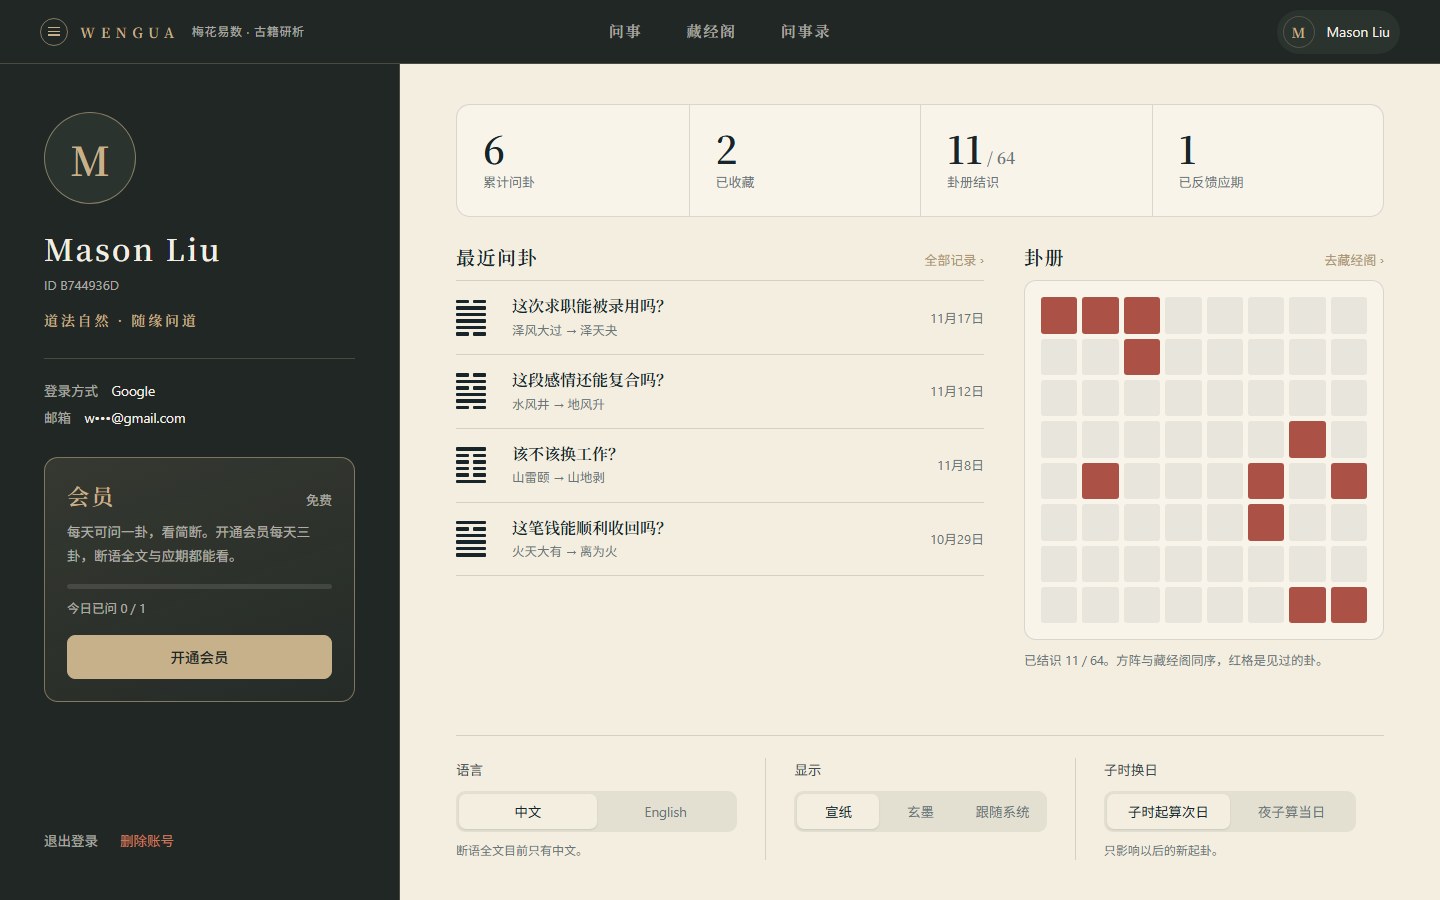 WENGUA 梅花易数 · 古籍研析
问事 藏经阁 问事录
M Mason Liu
M
Mason Liu
ID B744936D
道法自然 · 随缘问道
登录方式 Google
邮箱 w•••@gmail.com
会员 免费
每天可问一卦，看简断。开通会员每天三
卦，断语全文与应期都能看。
今日已问 0 / 1
开通会员
退出登录 删除账号
6
累计问卦
2
已收藏
11 / 64
卦册结识
1
已反馈应期
最近问卦 全部记录 ›
这次求职能被录用吗？
泽风大过 → 泽天夬
11月17日
这段感情还能复合吗？
水风井 → 地风升
11月12日
该不该换工作？
山雷颐 → 山地剥
11月8日
这笔钱能顺利收回吗？
火天大有 → 离为火
10月29日
卦册 去藏经阁 ›
已结识 11 / 64。方阵与藏经阁同序，红格是见过的卦。
语言
中文 English
断语全文目前只有中文。
显示
宣纸 玄墨 跟随系统
子时换日
子时起算次日 夜子算当日
只影响以后的新起卦。